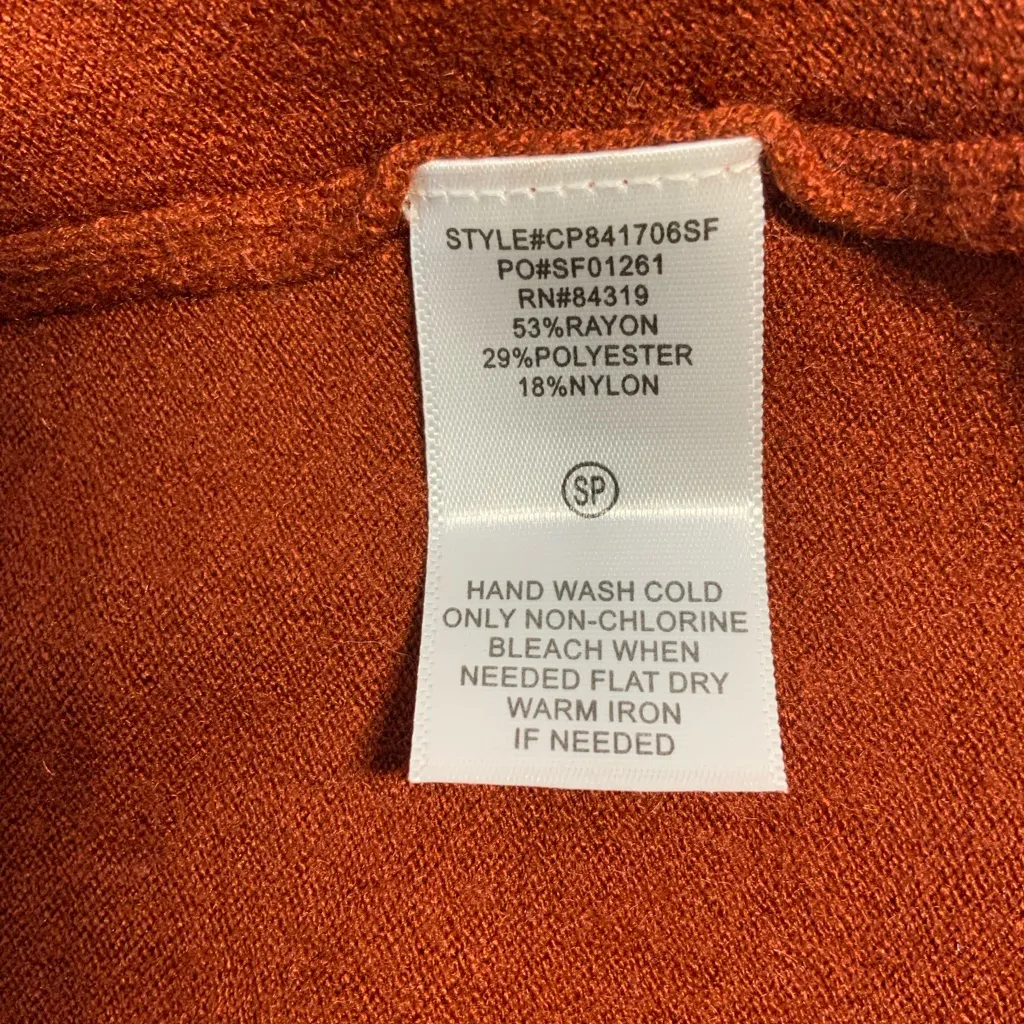 STYLE#CP841706SF
PO#SF01261
RN#84319
53%RAYON
29%POLYESTER
18%NYLON
SP
HAND WASH COLD
ONLY NON-CHLORINE
BLEACH WHEN
NEEDED FLAT DRY
WARM IRON
IF NEEDED